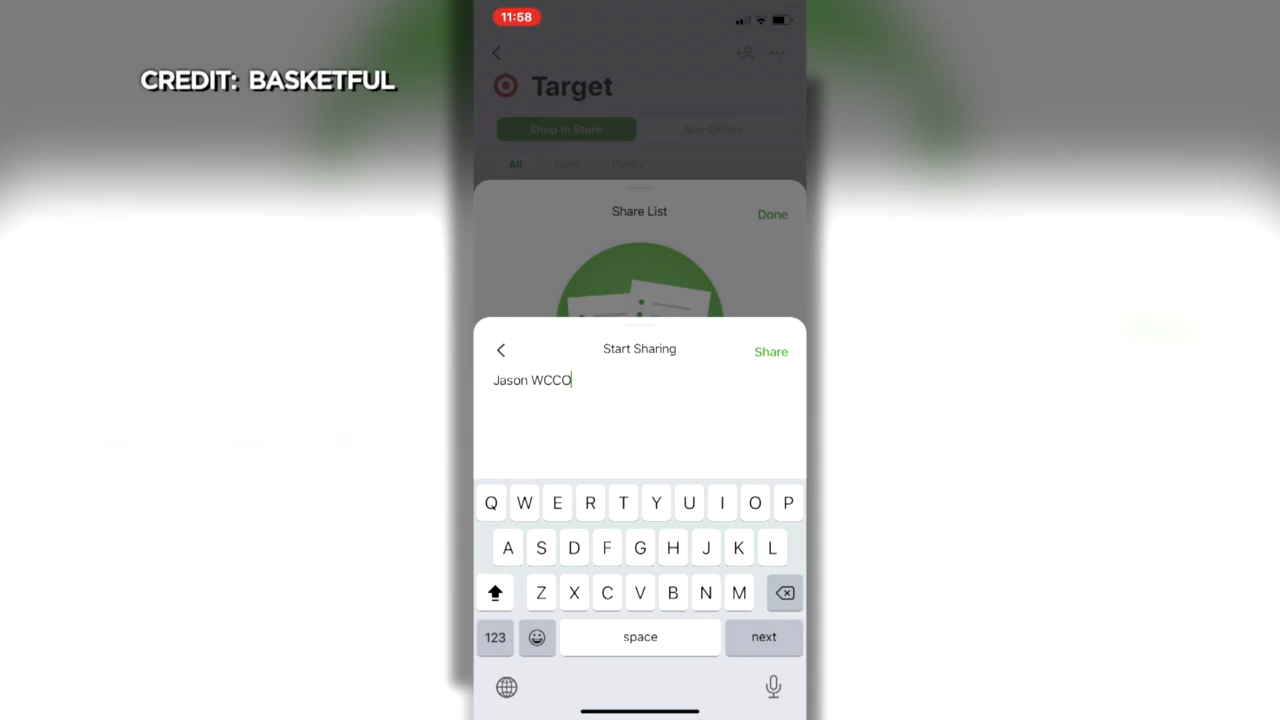 11:58
CREDIT: BASKETFUL
Target
Shop In Store
Buy Online
All
Dairy
Pantry
Share List
Done
Start Sharing
Share
Jason WCCO
Q W E R T Y U I O P
A S D F G H J K L
Z X C V B N M
123
space
next